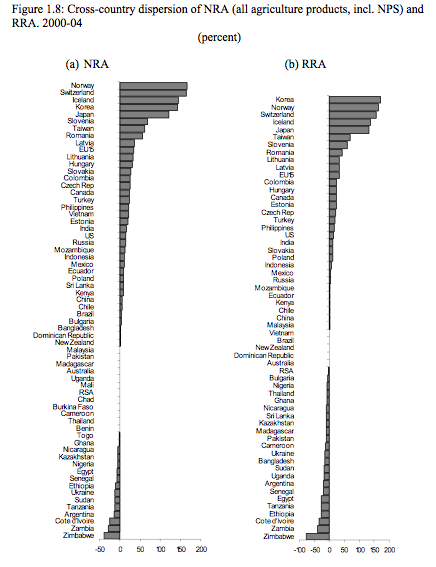 Figure 1.8: Cross-country dispersion of NRA (all agriculture products, incl. NPS) and
RRA. 2000-04
(percent)
(a) NRA
Norway
Switzerland
Iceland
Korea
Japan
Slovenia
Taiwan
Romania
Latvia
EU15
Lithuania
Hungary
Slovakia
Colombia
Czech Rep
Canada
Turkey
Philippines
Vietnam
Estonia
India
US
Russia
Mozambique
Indonesia
Mexico
Ecuador
Poland
Sri Lanka
Kenya
China
Chile
Brazil
Bulgaria
Bangladesh
Dominican Republic
New Zealand
Malaysia
Pakistan
Madagascar
Australia
Uganda
Mali
RSA
Chad
Burkina Faso
Cameroon
Thailand
Benin
Togo
Ghana
Nicaragua
Kazakhstan
Nigeria
Egypt
Senegal
Ethiopia
Ukraine
Sudan
Tanzania
Argentina
Cote d'Ivoire
Zambia
Zimbabwe
-50 0 50 100 150 200
(b) RRA
Korea
Norway
Switzerland
Iceland
Japan
Taiwan
Slovenia
Romania
Lithuania
Latvia
EU15
Colombia
Hungary
Canada
Estonia
Czech Rep
Turkey
Philippines
US
India
Slovakia
Poland
Indonesia
Mexico
Russia
Mozambique
Ecuador
Kenya
Chile
China
Malaysia
Vietnam
Brazil
New Zealand
Dominican Republic
Australia
RSA
Bulgaria
Nigeria
Thailand
Ghana
Nicaragua
Sri Lanka
Kazakhstan
Madagascar
Pakistan
Cameroon
Ukraine
Bangladesh
Sudan
Uganda
Argentina
Senegal
Egypt
Tanzania
Ethiopia
Cote d'Ivoire
Zambia
Zimbabwe
-100 -50 0 50 100 150 200